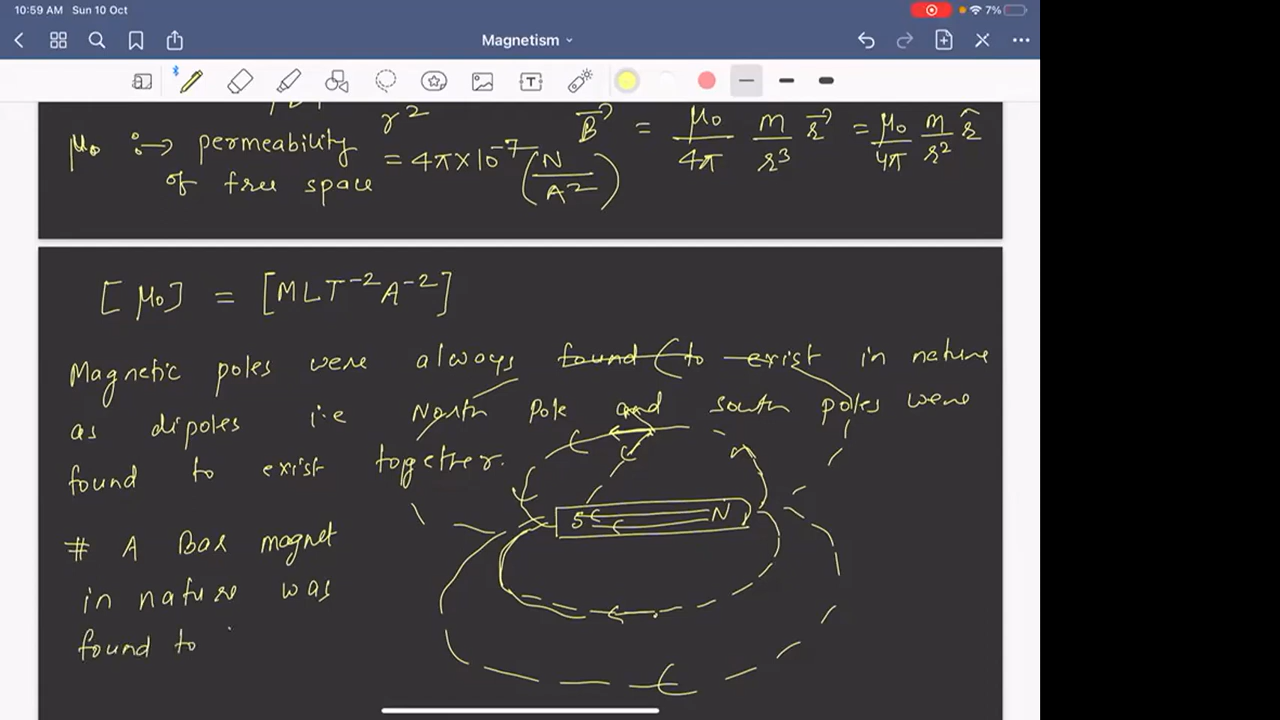 10:59 AM Sun 10 Oct
7%
Magnetism
μ₀ :→ permeability of free space = 4π×10⁻⁷ (N/A²)
r²
B⃗ = μ₀/4π m/r³ r⃗ = μ₀/4π m/r² r̂
[μ₀] = [MLT⁻²A⁻²]
Magnetic poles were always found to exist in nature
as dipoles i.e North Pole and south poles were
found to exist together.
S N
# A Bar magnet
in nature was
found to